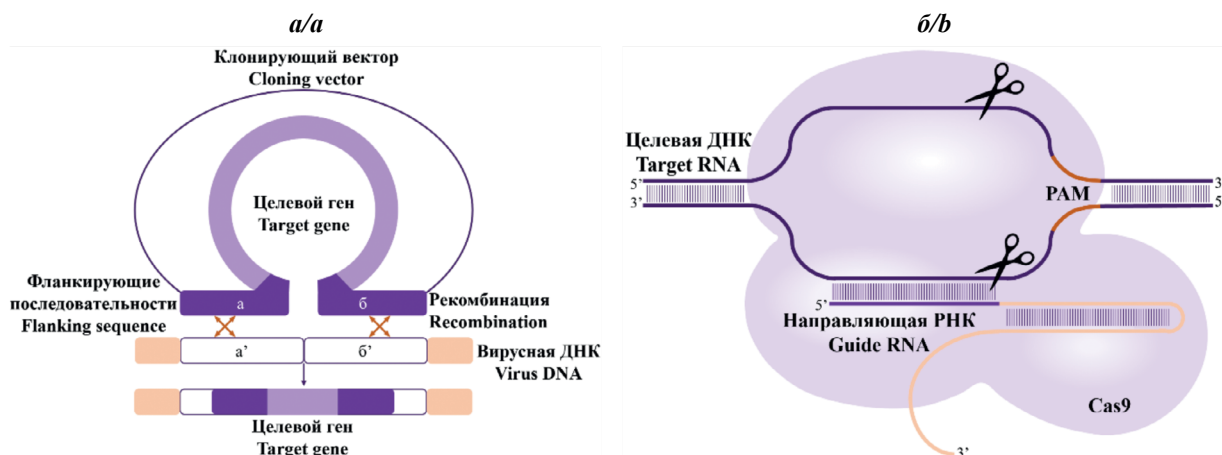 а/a
Клонирующий вектор
Cloning vector
Целевой ген
Target gene
Фланкирующие
последовательности
Flanking sequence
а
б
Рекомбинация
Recombination
а’
б’
Вирусная ДНК
Virus DNA
Целевой ген
Target gene
б/b
Целевая ДНК
Target RNA
5’
3’
PAM
3
5
5’
Направляющая РНК
Guide RNA
Cas9
3’